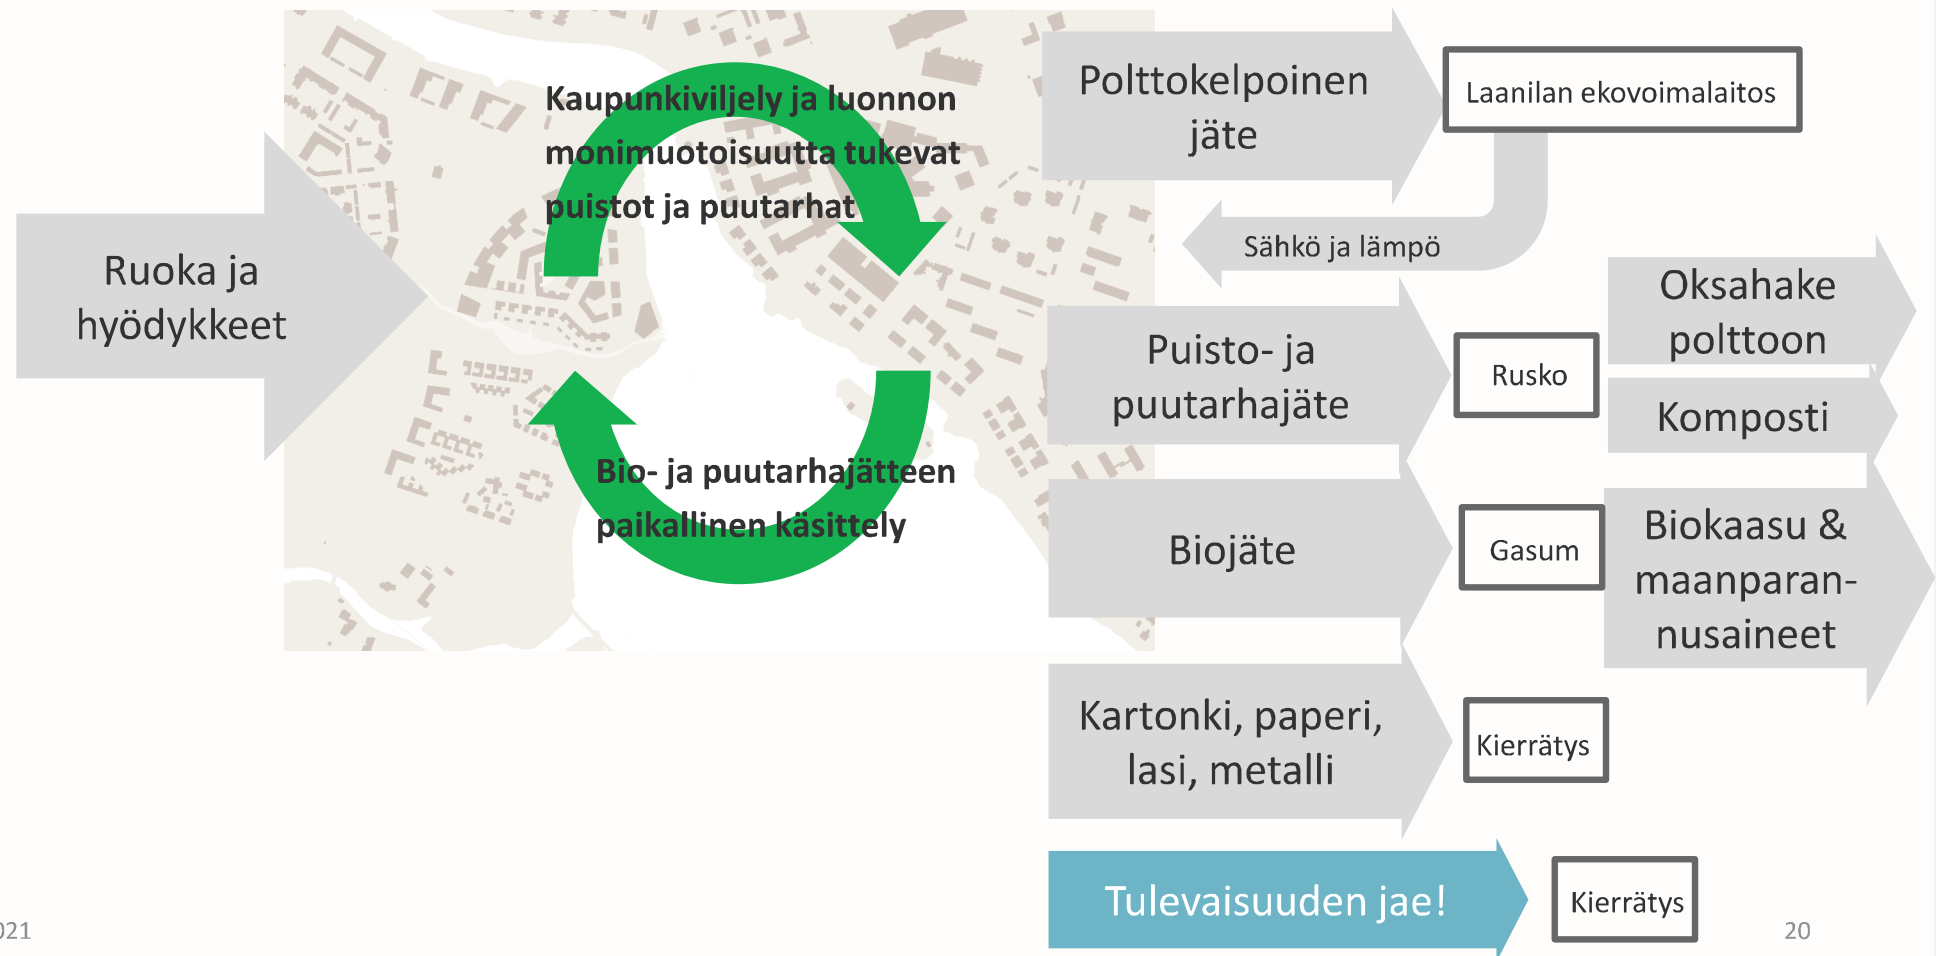 Ruoka ja
hyödykkeet
Kaupunkiviljely ja luonnon
monimuotoisuutta tukevat
puistot ja puutarhat
Bio- ja puutarhajätteen
paikallinen käsittely
Polttokelpoinen
jäte
Laanilan ekovoimalaitos
Sähkö ja lämpö
Puisto- ja
puutarhajäte
Rusko
Oksahake
polttoon
Komposti
Biojäte
Gasum
Biokaasu &
maanparan-
nusaineet
Kartonki, paperi,
lasi, metalli
Kierrätys
Tulevaisuuden jae!
Kierrätys
021
20